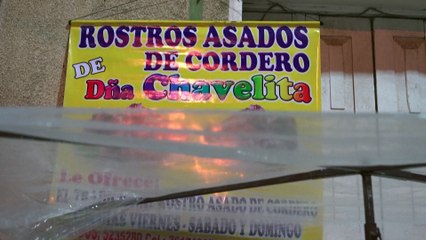 ROSTROS ASADOS
DE CORDERO
DE Dña Chavelita
Le Ofrece:
ROSTRO ASADO DE CORDERO
VIERNES - SABADO Y DOMINGO